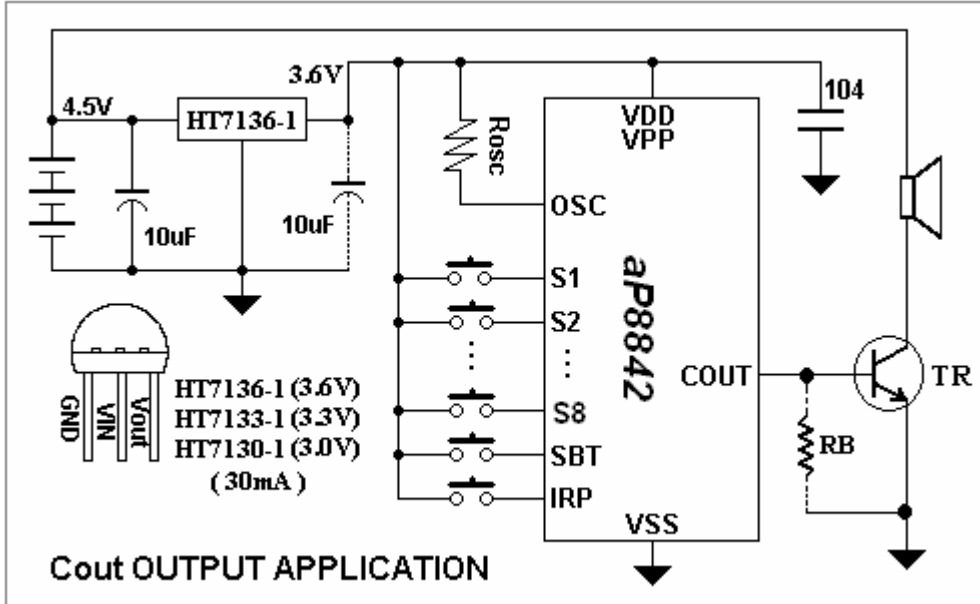 3.6V
104
4.5V
HT7136-1
Rosc
VDD
VPP
10uF
10uF
OSC
aP8842
S1
S2
S8
SBT
IRP
COUT
TR
RB
VSS
GND
VIN
Vout
HT7136-1 (3.6V)
HT7133-1 (3.3V)
HT7130-1 (3.0V)
( 30mA )
Cout OUTPUT APPLICATION